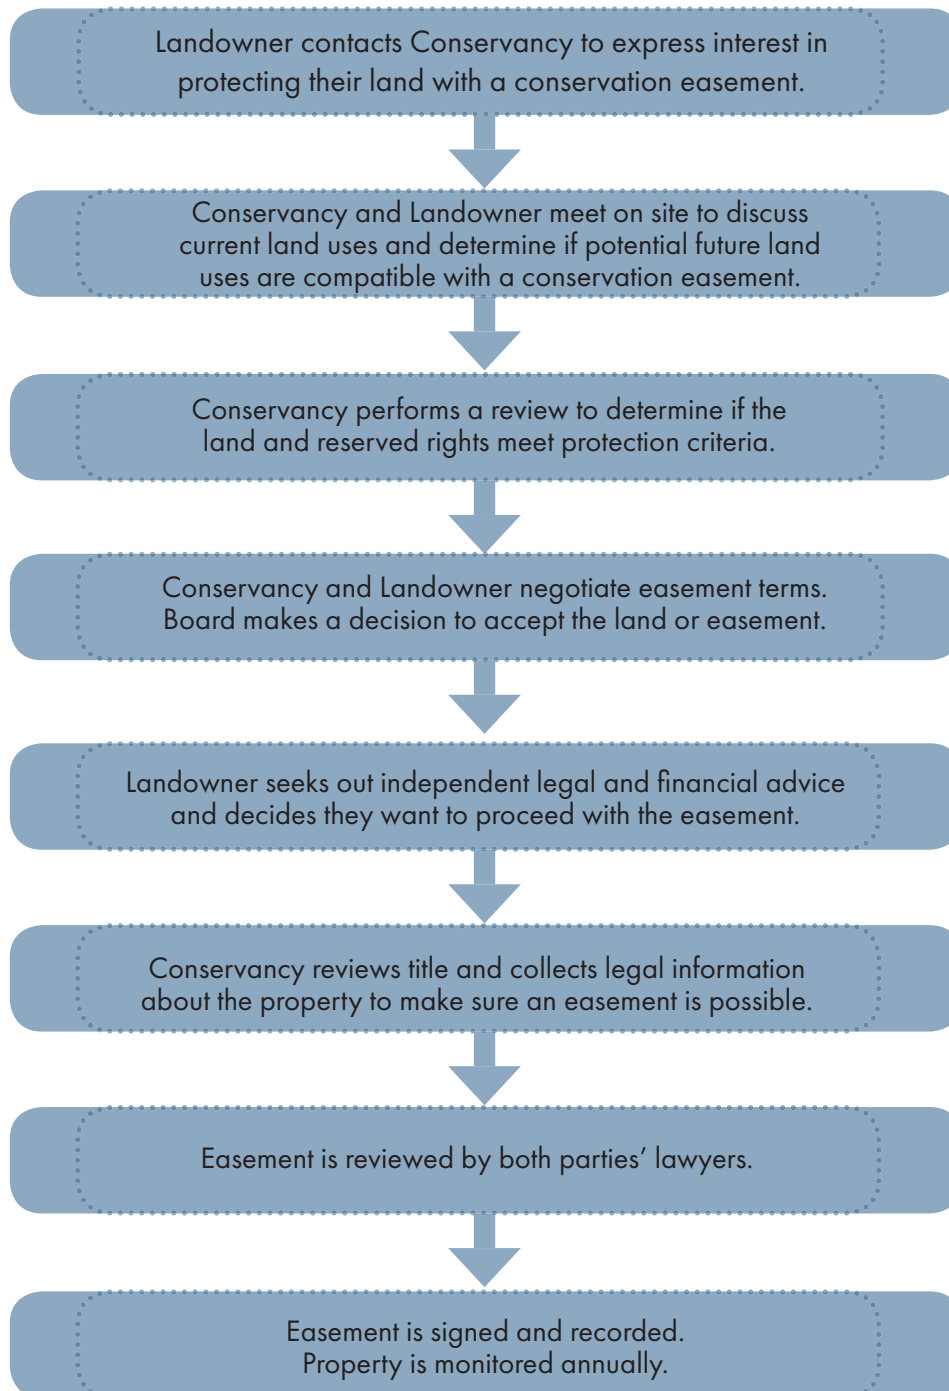 Landowner contacts Conservancy to express interest in
protecting their land with a conservation easement.
Conservancy and Landowner meet on site to discuss
current land uses and determine if potential future land
uses are compatible with a conservation easement.
Conservancy performs a review to determine if the
land and reserved rights meet protection criteria.
Conservancy and Landowner negotiate easement terms.
Board makes a decision to accept the land or easement.
Landowner seeks out independent legal and financial advice
and decides they want to proceed with the easement.
Conservancy reviews title and collects legal information
about the property to make sure an easement is possible.
Easement is reviewed by both parties’ lawyers.
Easement is signed and recorded.
Property is monitored annually.